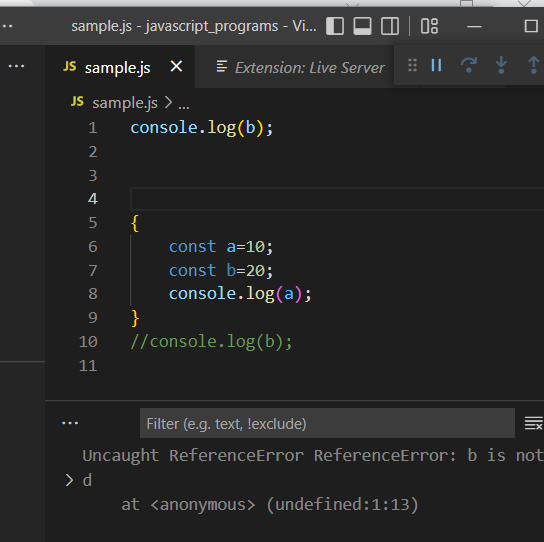 sample.js - javascript_programs - Vi...
JS sample.js Extension: Live Server
JS sample.js > ...
1 console.log(b);
2
3
4
5 {
6 const a=10;
7 const b=20;
8 console.log(a);
9 }
10 //console.log(b);
11
Filter (e.g. text, !exclude)
Uncaught ReferenceError ReferenceError: b is not
d
at <anonymous> (undefined:1:13)